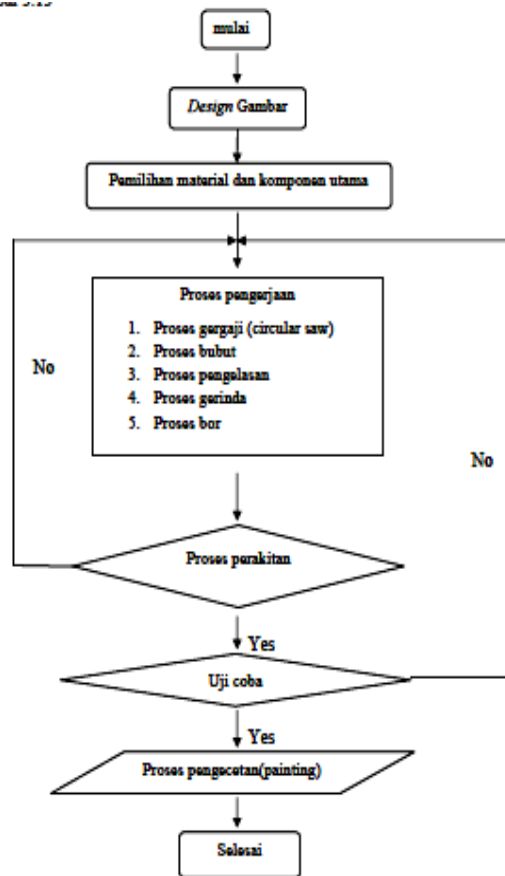 mulai
Design Gambar
Pemilihan material dan komponen utama
Proses pengerjaan
1. Proses gergaji (circular saw)
2. Proses bubut
3. Proses pengelasan
4. Proses gerinda
5. Proses bor
No
No
Proses perakitan
Yes
Uji coba
Yes
Proses pengecetan(painting)
Selesai